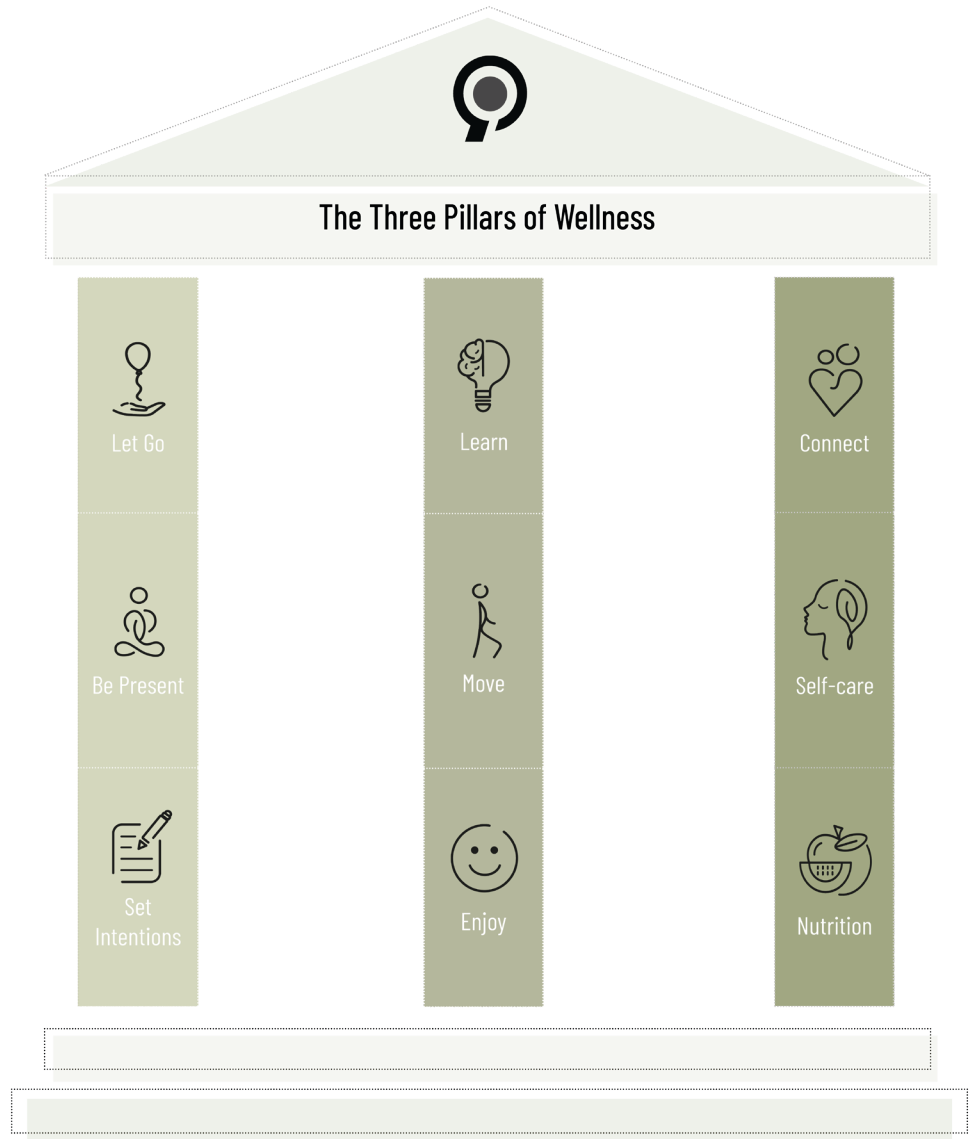 The Three Pillars of Wellness
Let Go
Be Present
Set
Intentions
Learn
Move
Enjoy
Connect
Self-care
Nutrition